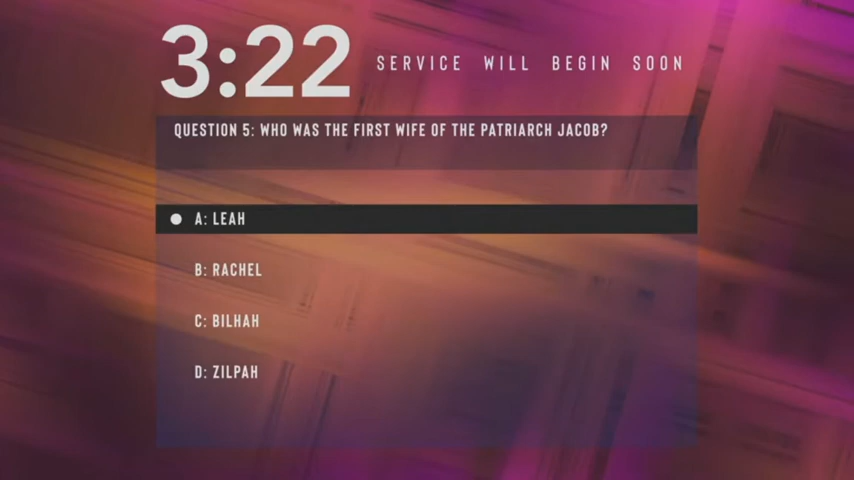 3:22 SERVICE WILL BEGIN SOON
QUESTION 5: WHO WAS THE FIRST WIFE OF THE PATRIARCH JACOB?
A: LEAH
B: RACHEL
C: BILHAH
D: ZILPAH